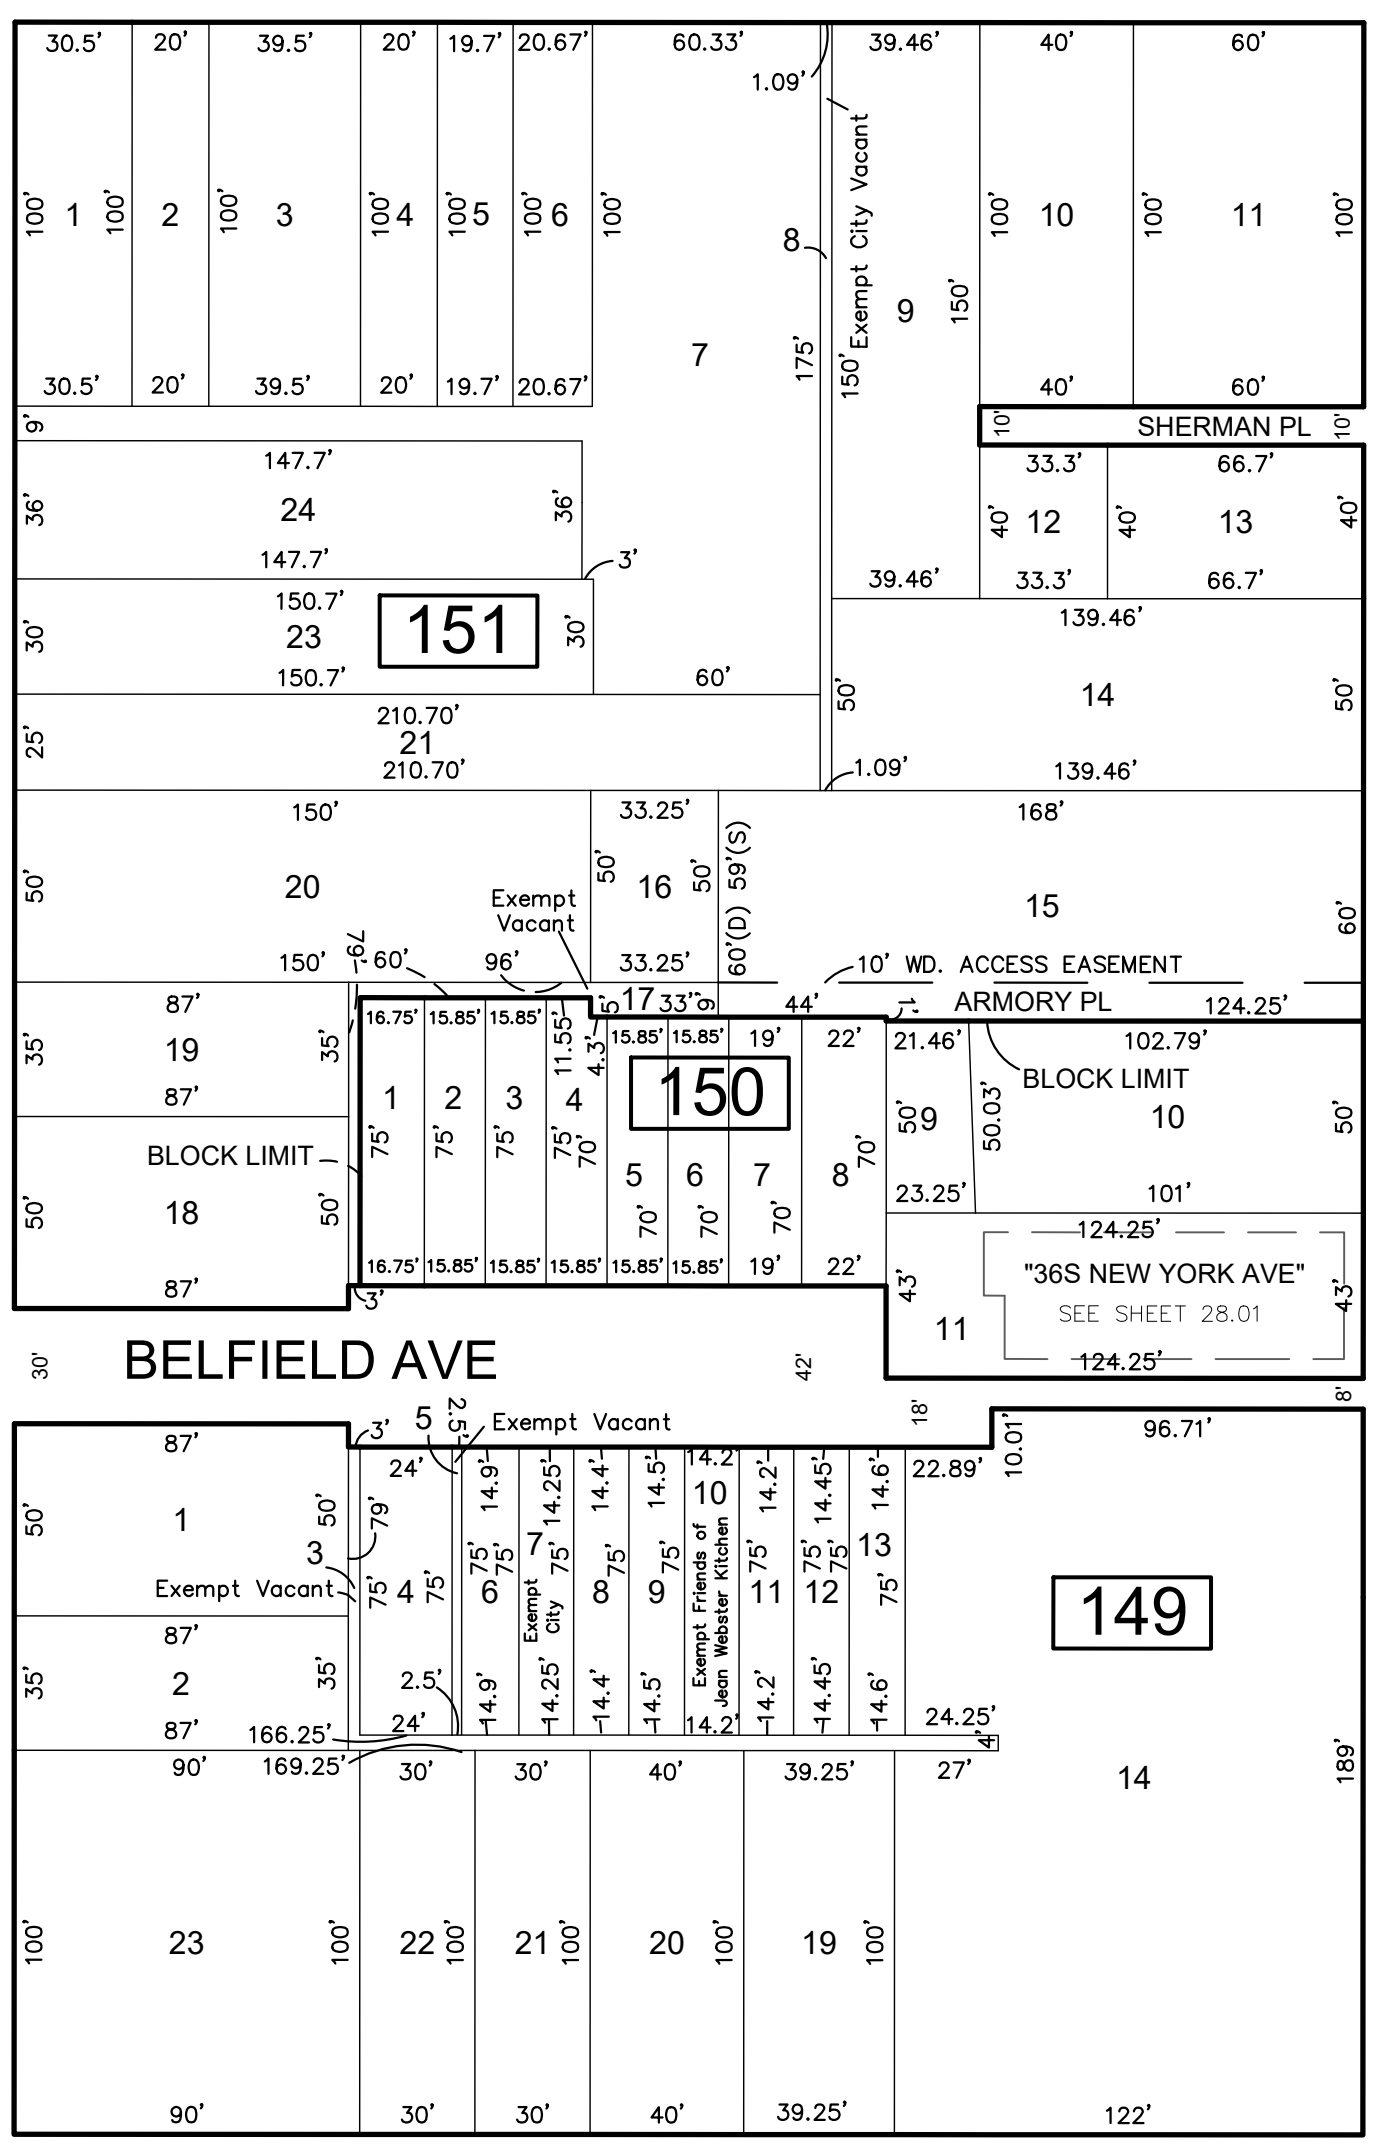 30.5' 20' 39.5' 20' 19.7' 20.67' 60.33' 39.46' 40' 60'
1.09'
Exempt City Vacant
100' 1 100' 2 100' 3 100' 4 100' 5 100' 6 100' 100' 10 100' 11 100'
8
150' 9
7 175' 150'
30.5' 20' 39.5' 20' 19.7' 20.67' 40' 60'
9' 10' SHERMAN PL 10'
147.7' 33.3' 66.7'
36' 24 36' 40' 12 40' 13 40'
147.7' 3' 39.46' 33.3' 66.7'
150.7' 139.46'
30' 23 151 30'
150.7' 60' 50' 14 50'
210.70'
25' 21
210.70' 1.09' 139.46'
150' 33.25' 168'
50' 20 50' 16 50' 60'(D) 59'(S) 15 60'
Exempt
Vacant
150' 79' 60' 96' 33.25' 10' WD. ACCESS EASEMENT
87' 5' 17 33' 9' 44' 1' ARMORY PL 124.25'
16.75' 15.85' 15.85' 11.55' 4.3' 15.85' 15.85' 19' 22' 21.46' 102.79'
35' 19 35'
87' 1 2 3 4 150 50' 9 50.03' BLOCK LIMIT
10 50'
BLOCK LIMIT 75' 75' 75' 75' 70' 5 6 7 8 70'
50' 18 50' 70' 70' 70' 23.25' 101'
87' 16.75' 15.85' 15.85' 15.85' 15.85' 15.85' 19' 22' 124.25'
3' 43' "36S NEW YORK AVE" 43'
11 SEE SHEET 28.01
30' BELFIELD AVE 42' 124.25'
18' 8'
87' 3' 5 2.5' Exempt Vacant 10.01' 96.71'
24' 14.9' 14.25' 14.4' 14.5' 14.2' 14.2' 14.45' 14.6' 22.89'
50' 1 50' 79' 10
3 7 13
Exempt Vacant 75' 4 75' 6 75' 75' 75' 8 75' 9 75' 75' 11 12 75' 75' 75'
Exempt
City
Exempt Friends of
Jean Webster Kitchen
149
87'
35' 2 35' 2.5' 14.9' 14.25' 14.4' 14.5' 14.2' 14.2' 14.45' 14.6' 24.25'
87' 166.25' 24' 4'
90' 169.25' 30' 30' 40' 39.25' 27' 14 189'
100' 23 100' 22 100' 21 100' 20 100' 19 100'
90' 30' 30' 40' 39.25' 122'